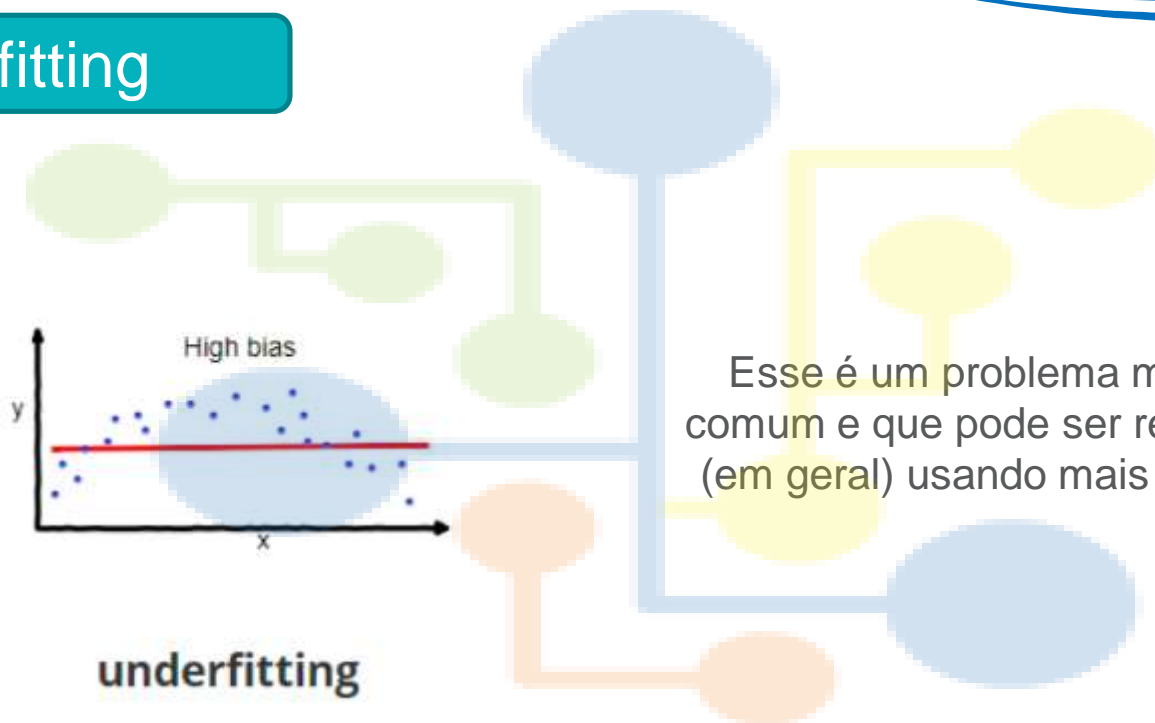 fitting
High bias
y
x
underfitting
Esse é um problema m
comum e que pode ser re
(em geral) usando mais